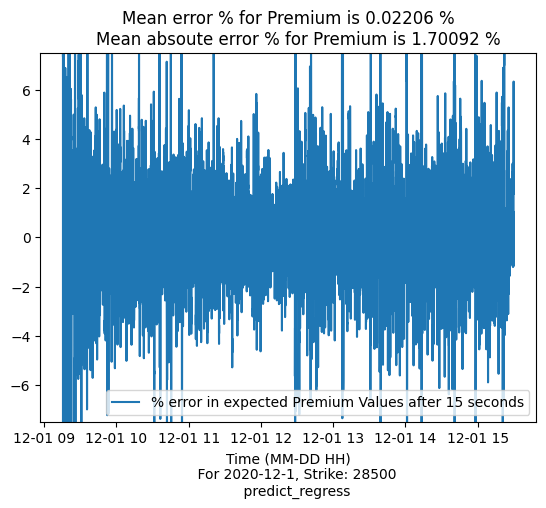 Mean error % for Premium is 0.02206 %
Mean absoute error % for Premium is 1.70092 %
6
4
2
0
−2
−4
−6
% error in expected Premium Values after 15 seconds
12-01 09 12-01 10 12-01 11 12-01 12 12-01 13 12-01 14 12-01 15
Time (MM-DD HH)
For 2020-12-1, Strike: 28500
predict_regress